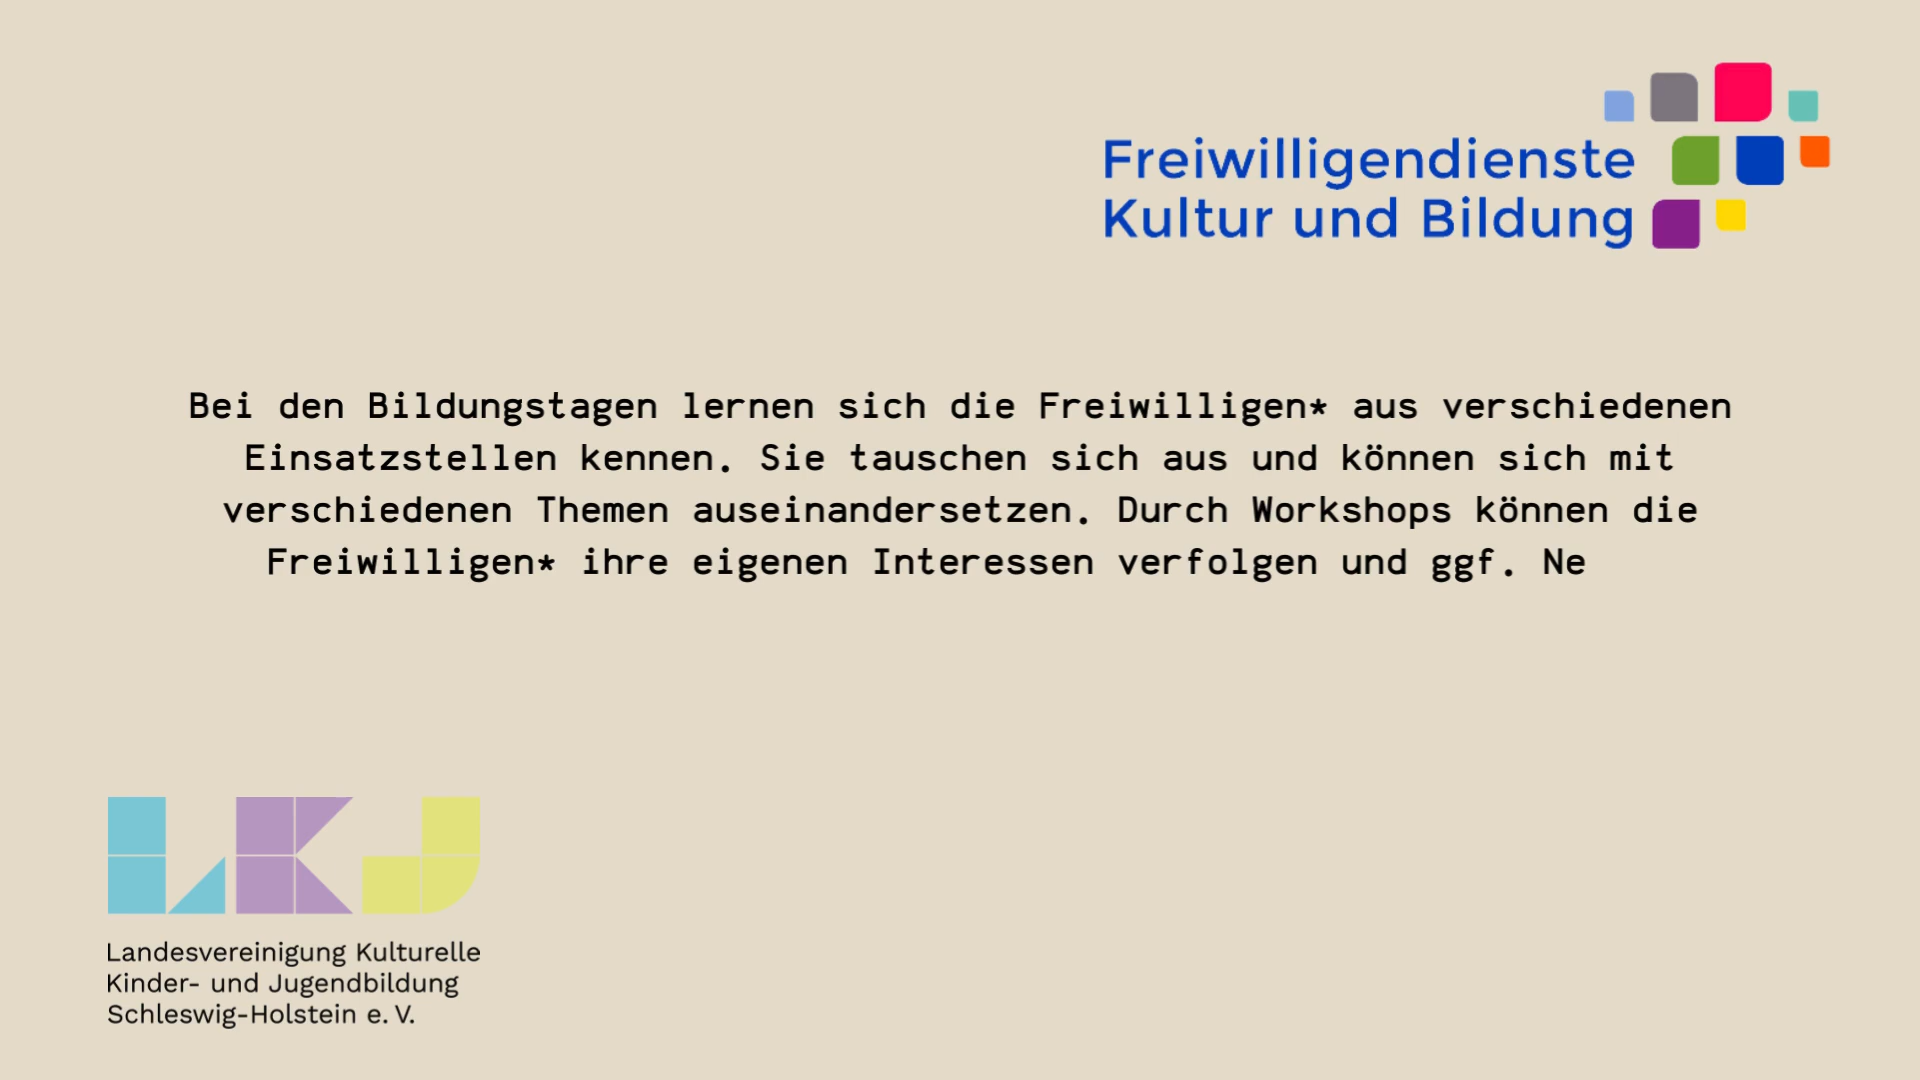 Freiwilligendienste
Kultur und Bildung
Bei den Bildungstagen lernen sich die Freiwilligen* aus verschiedenen
Einsatzstellen kennen. Sie tauschen sich aus und können sich mit
verschiedenen Themen auseinandersetzen. Durch Workshops können die
Freiwilligen* ihre eigenen Interessen verfolgen und ggf. Ne
LKJ
Landesvereinigung Kulturelle
Kinder- und Jugendbildung
Schleswig-Holstein e. V.